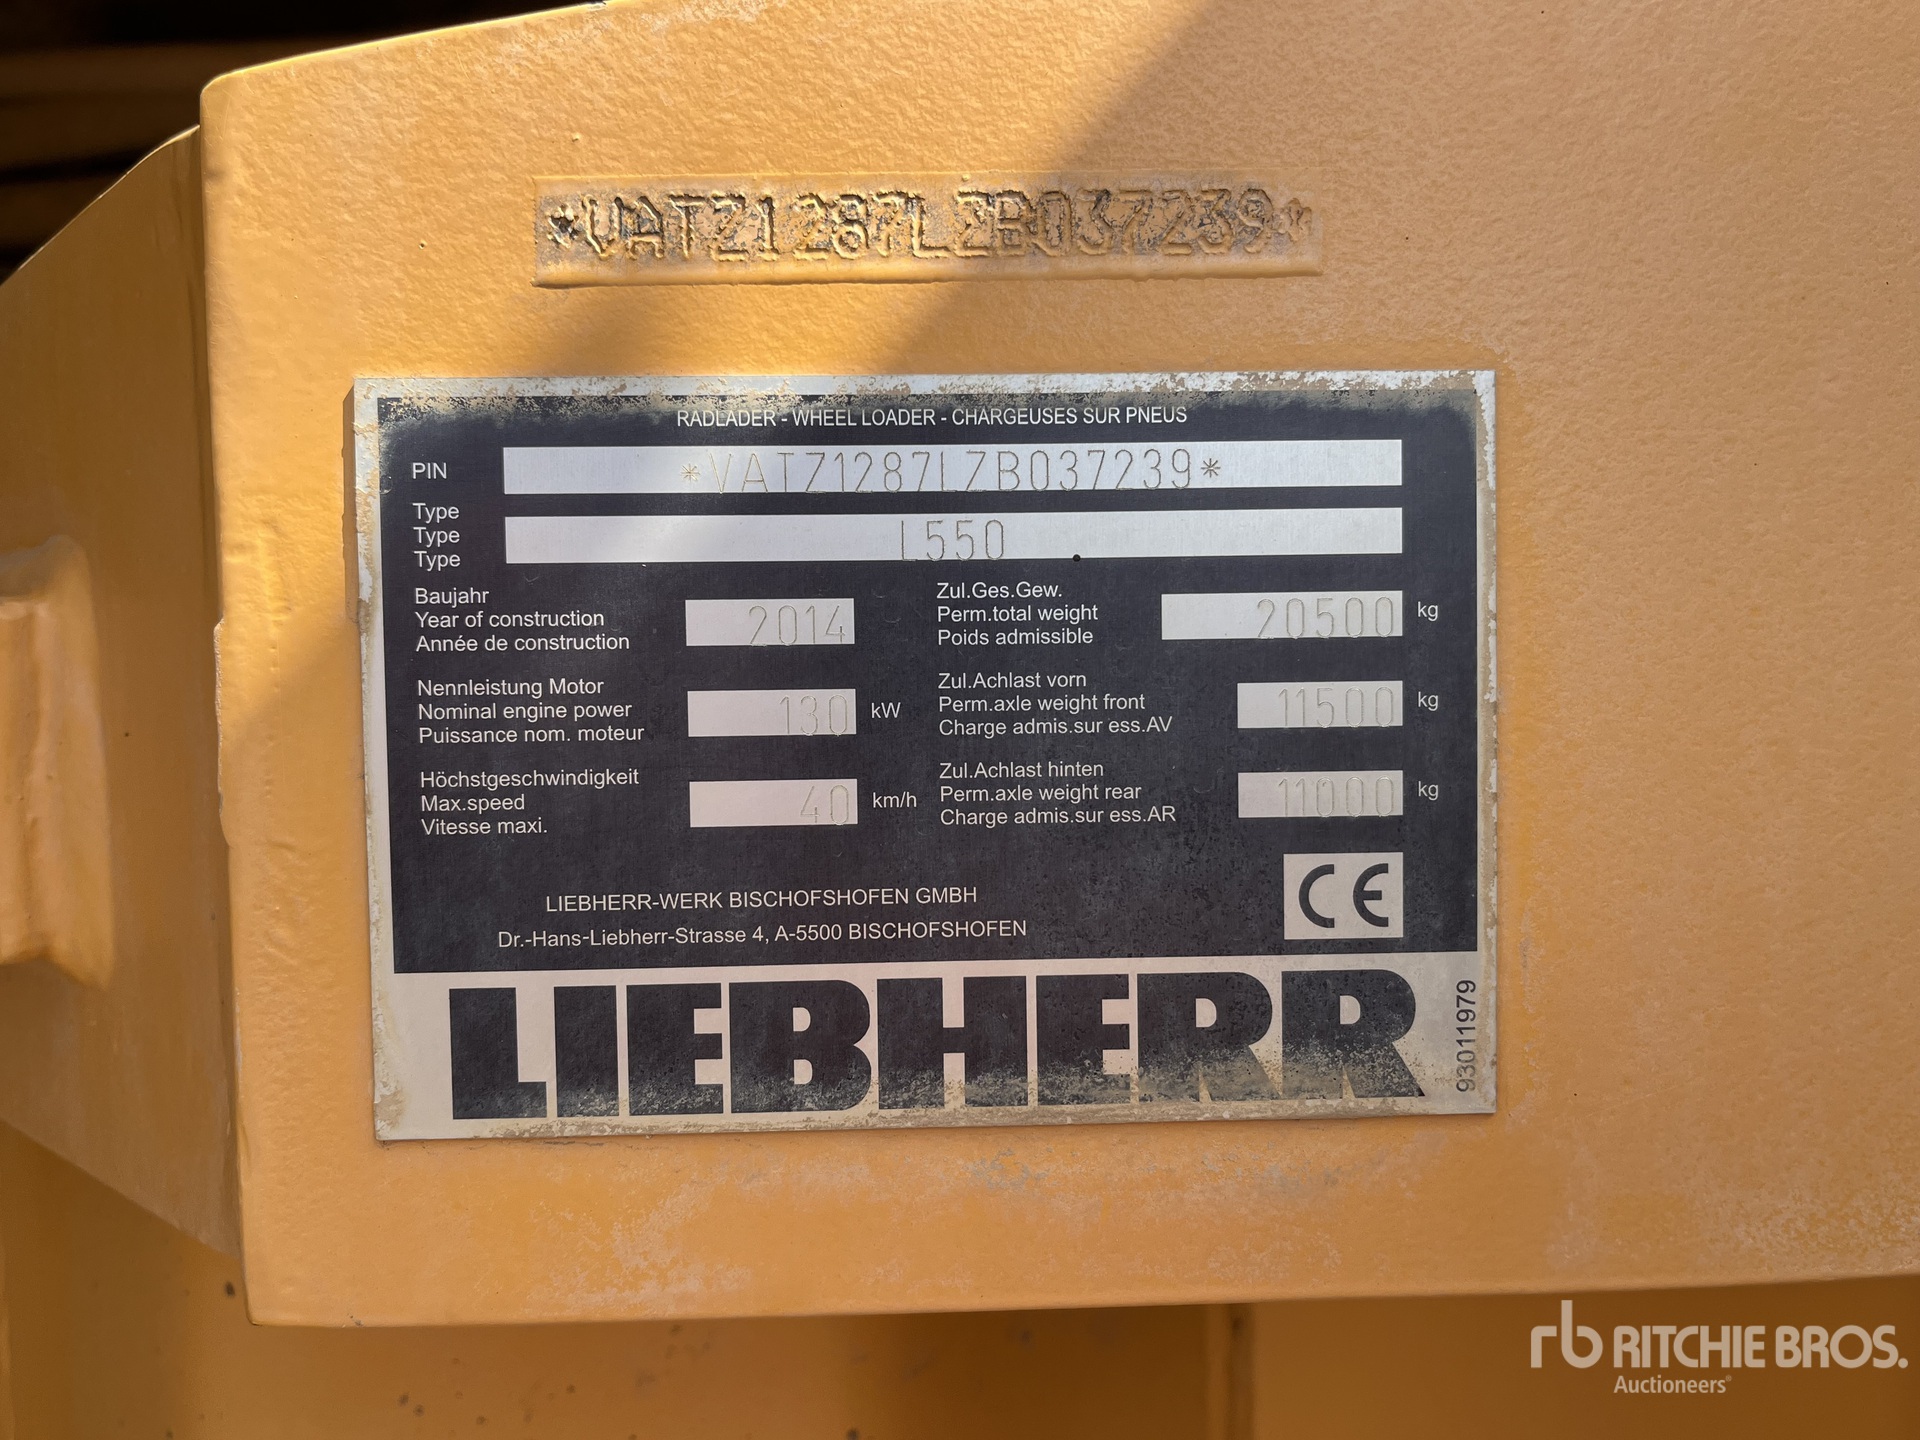 *VATZ1287LZB037239*
RADLADER - WHEEL LOADER - CHARGEUSES SUR PNEUS
PIN *VATZ1287LZB037239*
Type
Type L550
Type
Baujahr
Year of construction 2014
Année de construction
Zul.Ges.Gew.
Perm.total weight 20500 kg
Poids admissible
Nennleistung Motor
Nominal engine power 130 kW
Puissance nom. moteur
Zul.Achlast vorn
Perm.axle weight front 11500 kg
Charge admis.sur ess.AV
Höchstgeschwindigkeit
Max.speed 40 km/h
Vitesse maxi.
Zul.Achlast hinten
Perm.axle weight rear 11000 kg
Charge admis.sur ess.AR
CE
LIEBHERR-WERK BISCHOFSHOFEN GMBH
Dr.-Hans-Liebherr-Strasse 4, A-5500 BISCHOFSHOFEN
LIEBHERR
93011979
rb RITCHIE BROS.
Auctioneers®